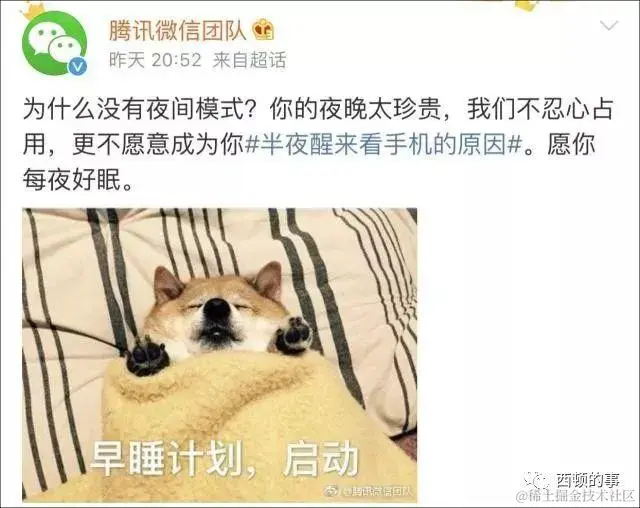 腾讯微信团队
昨天 20:52 来自超话
为什么没有夜间模式？你的夜晚太珍贵，我们不忍心占
用，更不愿意成为你#半夜醒来看手机的原因#。愿你
每夜好眠。
早睡计划，启动
@腾讯微信团队
西顿的事
@稀土掘金技术社区